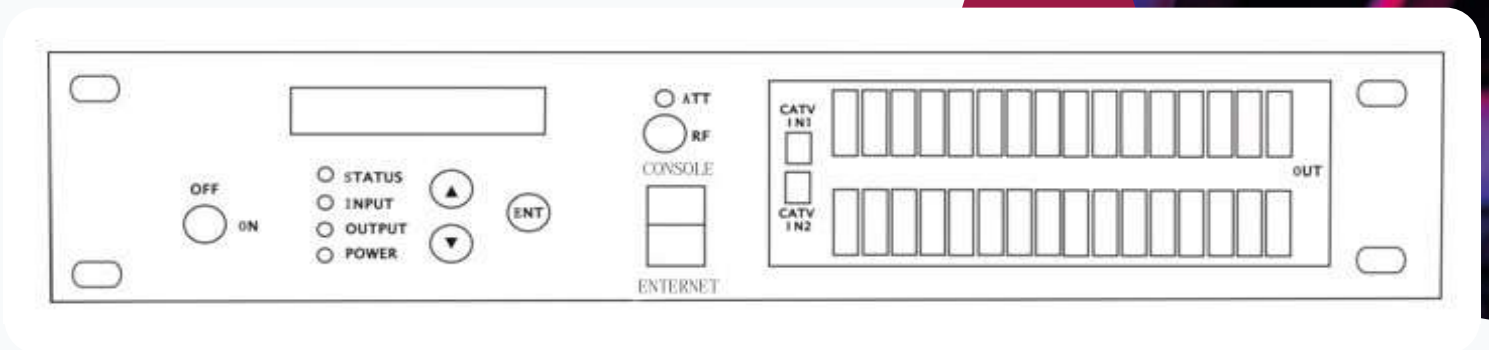 OFF
ON
STATUS
INPUT
OUTPUT
POWER
ENT
ATT
RF
CONSOLE
ENTERNET
CATV
IN1
CATV
IN2
OUT